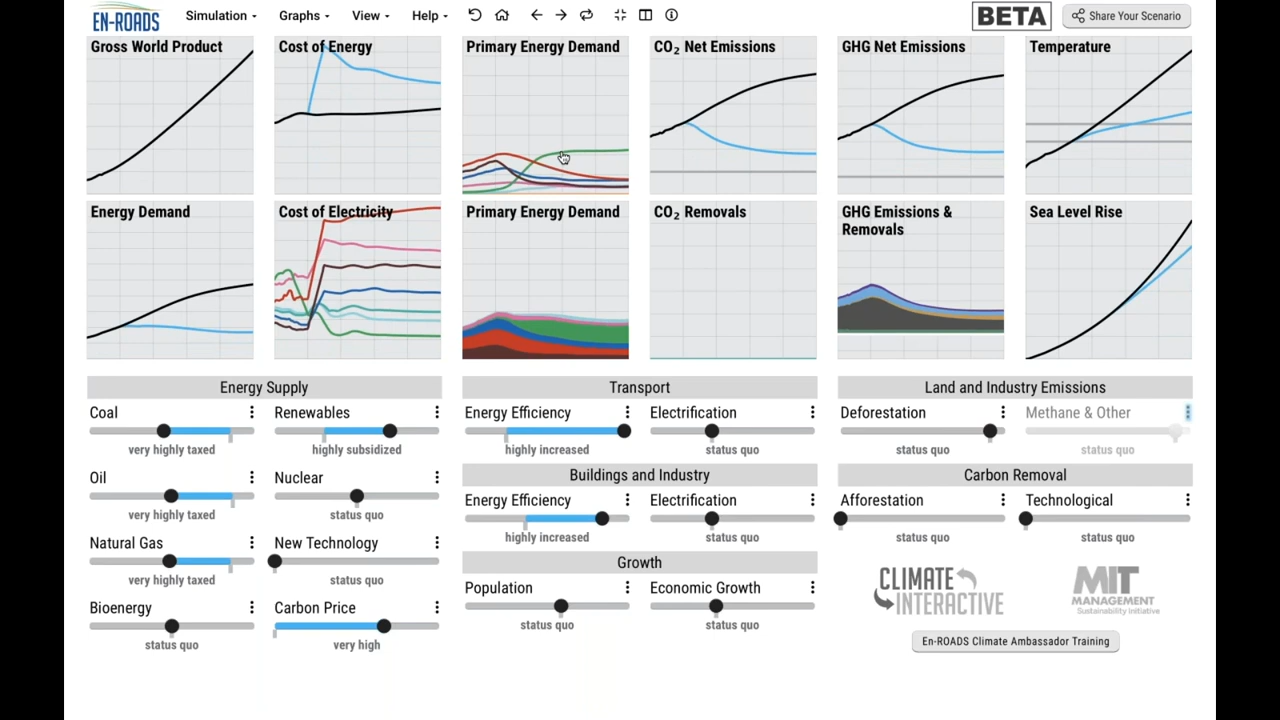 EN-ROADS
Simulation
Graphs
View
Help
BETA
Share Your Scenario
Gross World Product
Cost of Energy
Primary Energy Demand
CO₂ Net Emissions
GHG Net Emissions
Temperature
Energy Demand
Cost of Electricity
Primary Energy Demand
CO₂ Removals
GHG Emissions &
Removals
Sea Level Rise
Energy Supply
Coal
very highly taxed
Renewables
highly subsidized
Oil
very highly taxed
Nuclear
status quo
Natural Gas
very highly taxed
New Technology
status quo
Bioenergy
status quo
Carbon Price
very high
Transport
Energy Efficiency
highly increased
Electrification
status quo
Buildings and Industry
Energy Efficiency
highly increased
Electrification
status quo
Growth
Population
status quo
Economic Growth
status quo
Land and Industry Emissions
Deforestation
status quo
Methane & Other
status quo
Carbon Removal
Afforestation
status quo
Technological
status quo
CLIMATE
INTERACTIVE
MIT
MANAGEMENT
Sustainability Initiative
En-ROADS Climate Ambassador Training